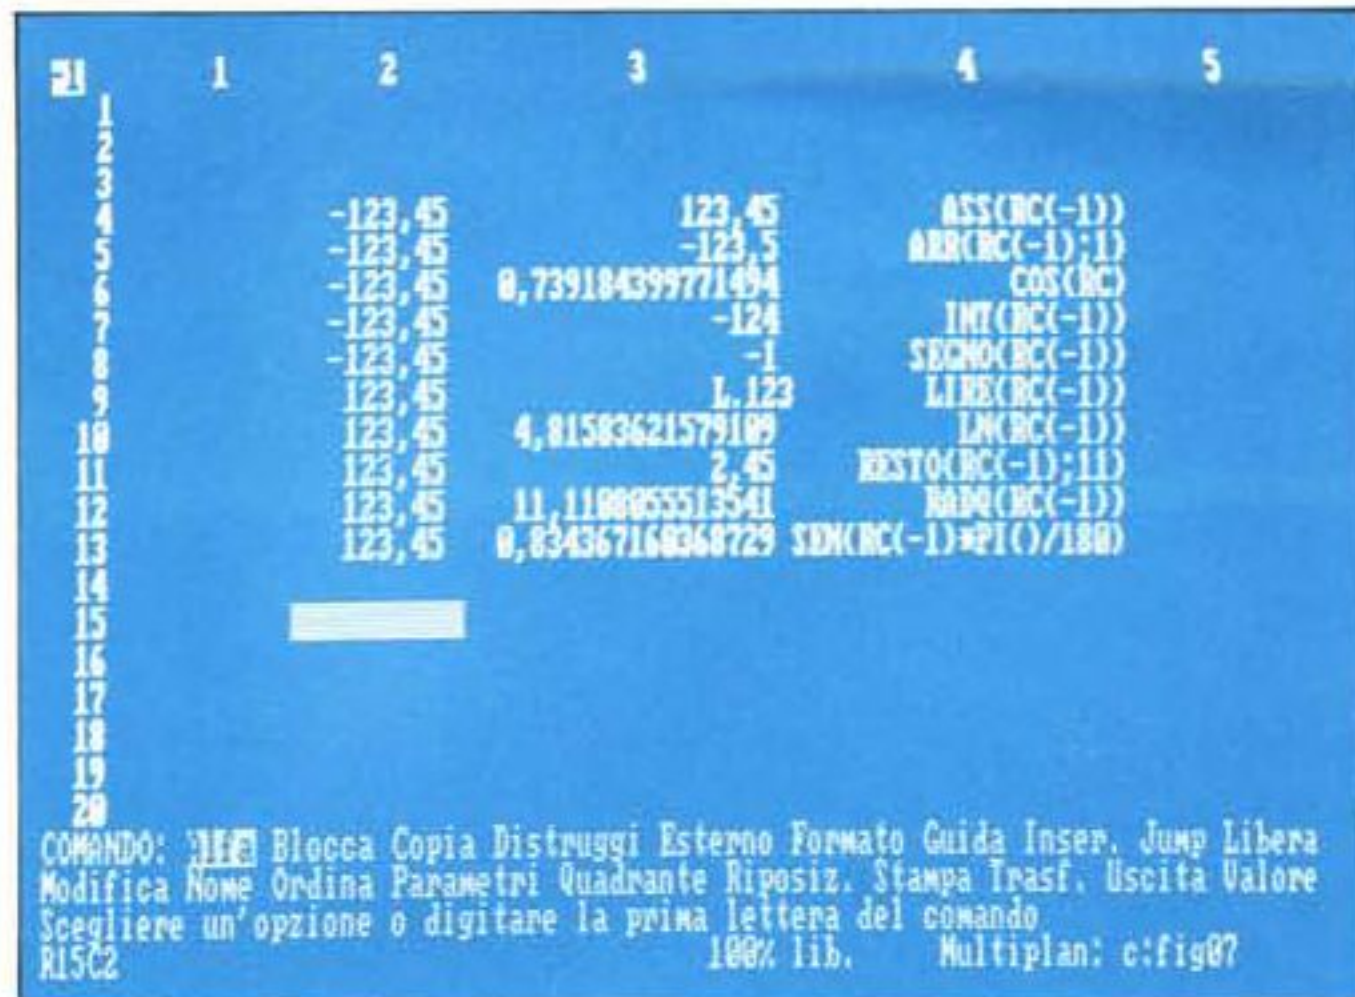 #1 1 2 3 4 5
1
2
3
4 -123,45 123,45 ASS(RC(-1))
5 -123,45 -123,5 ARR(RC(-1);1)
6 -123,45 0,739184399771494 COS(RC)
7 -123,45 -124 INT(RC(-1))
8 -123,45 -1 SEGNO(RC(-1))
9 123,45 L.123 LIRE(RC(-1))
10 123,45 4,81583621579109 LN(RC(-1))
11 123,45 2,45 RESTO(RC(-1);11)
12 123,45 11,1108055513541 RADQ(RC(-1))
13 123,45 0,834367160368729 SEN(RC(-1)*PI()/180)
14
15
16
17
18
19
20
COMANDO: Blocca Copia Distruggi Esterno Formato Guida Inser. Jump Libera
Modifica Nome Ordina Parametri Quadrante Riposiz. Stampa Trasf. Uscita Valore
Scegliere un'opzione o digitare la prima lettera del comando
R15C2 100% lib. Multiplan: c:fig07